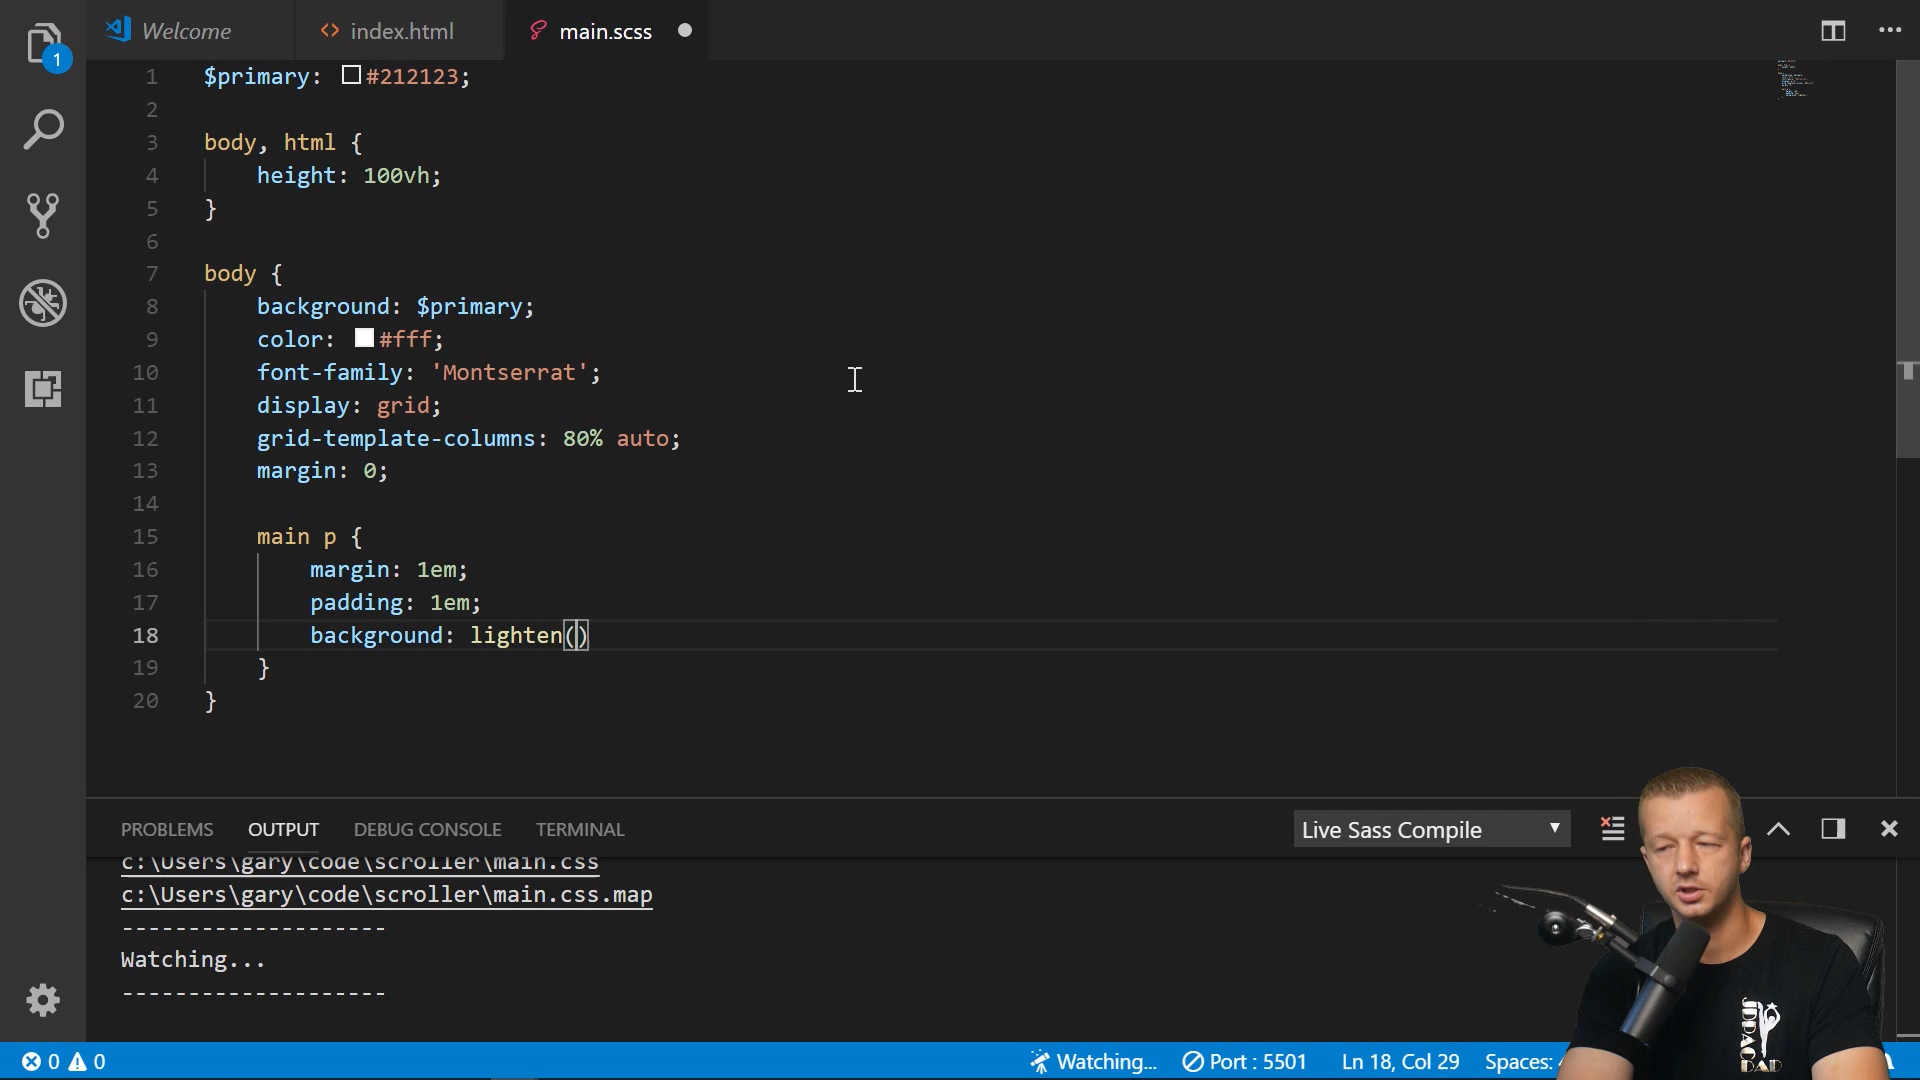 Welcome
index.html
main.scss
1
1 $primary: #212123;
2
3 body, html {
4 height: 100vh;
5 }
6
7 body {
8 background: $primary;
9 color: #fff;
10 font-family: 'Montserrat';
11 display: grid;
12 grid-template-columns: 80% auto;
13 margin: 0;
14
15 main p {
16 margin: 1em;
17 padding: 1em;
18 background: lighten()
19 }
20 }
PROBLEMS OUTPUT DEBUG CONSOLE TERMINAL
Live Sass Compile
c:\Users\gary\code\scroller\main.css
c:\Users\gary\code\scroller\main.css.map
--------------------
Watching...
--------------------
0 0 Watching... Port : 5501 Ln 18, Col 29 Spaces:
DAD